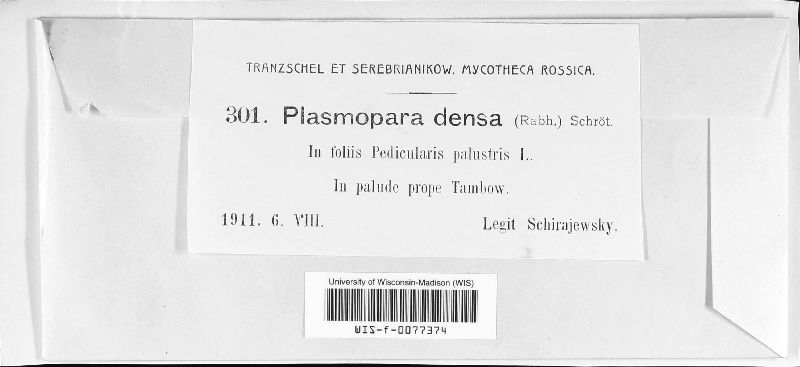 TRANZSCHEL ET SEREBRIANIKOW. MYCOTHECA ROSSICA.
301. Plasmopara densa (Rabh.) Schröt.
In foliis Pedicularis palustris L.
In palude prope Tambow.
1911. 6. VIII. Legit Schirajewsky.
University of Wisconsin-Madison (WIS)
WIS-f-0077374